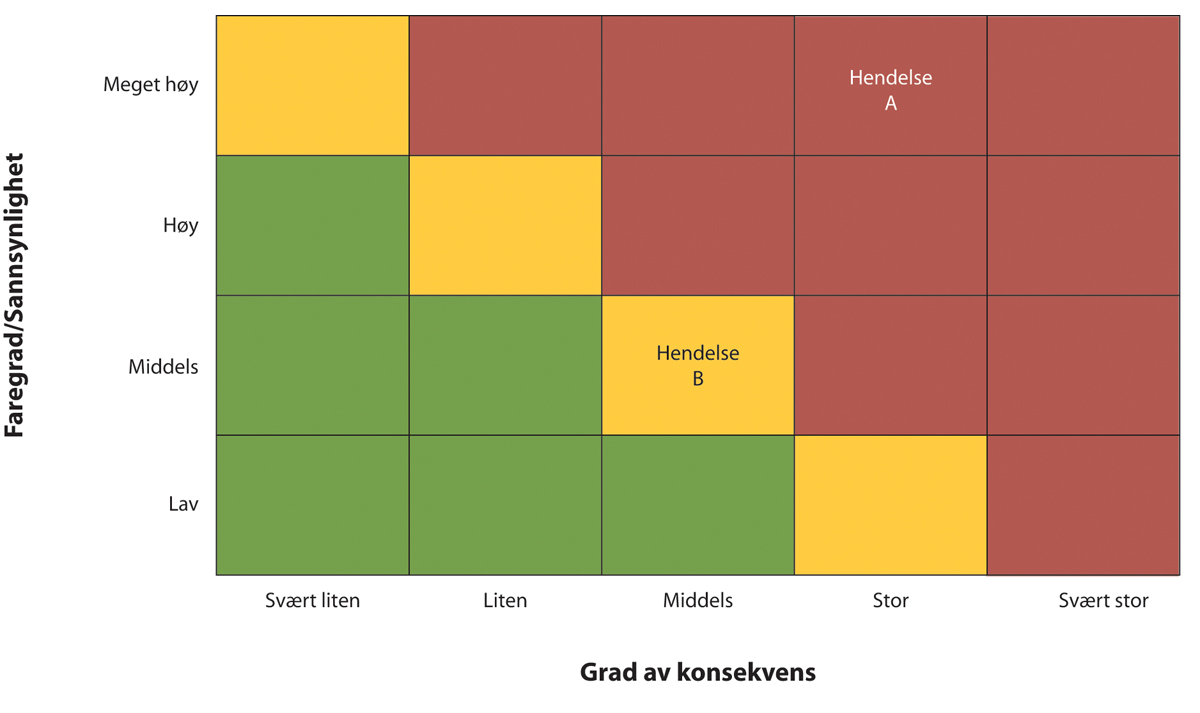 Faregrad/Sannsynlighet
Meget høy
Hendelse
A
Høy
Middels
Hendelse
B
Lav
Svært liten
Liten
Middels
Stor
Svært stor
Grad av konsekvens